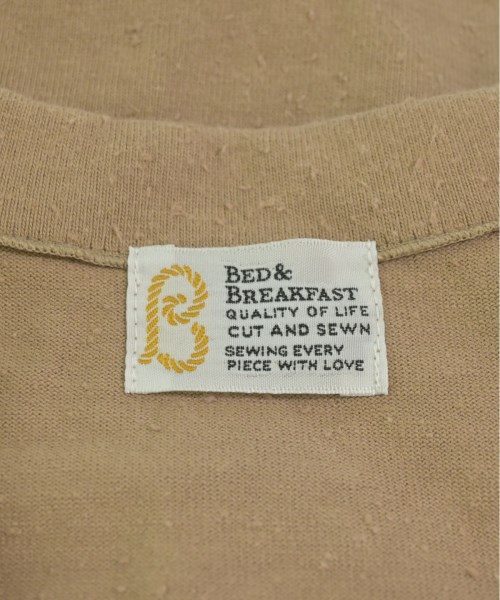 B
BED &
BREAKFAST
QUALITY OF LIFE
CUT AND SEWN
SEWING EVERY
PIECE WITH LOVE